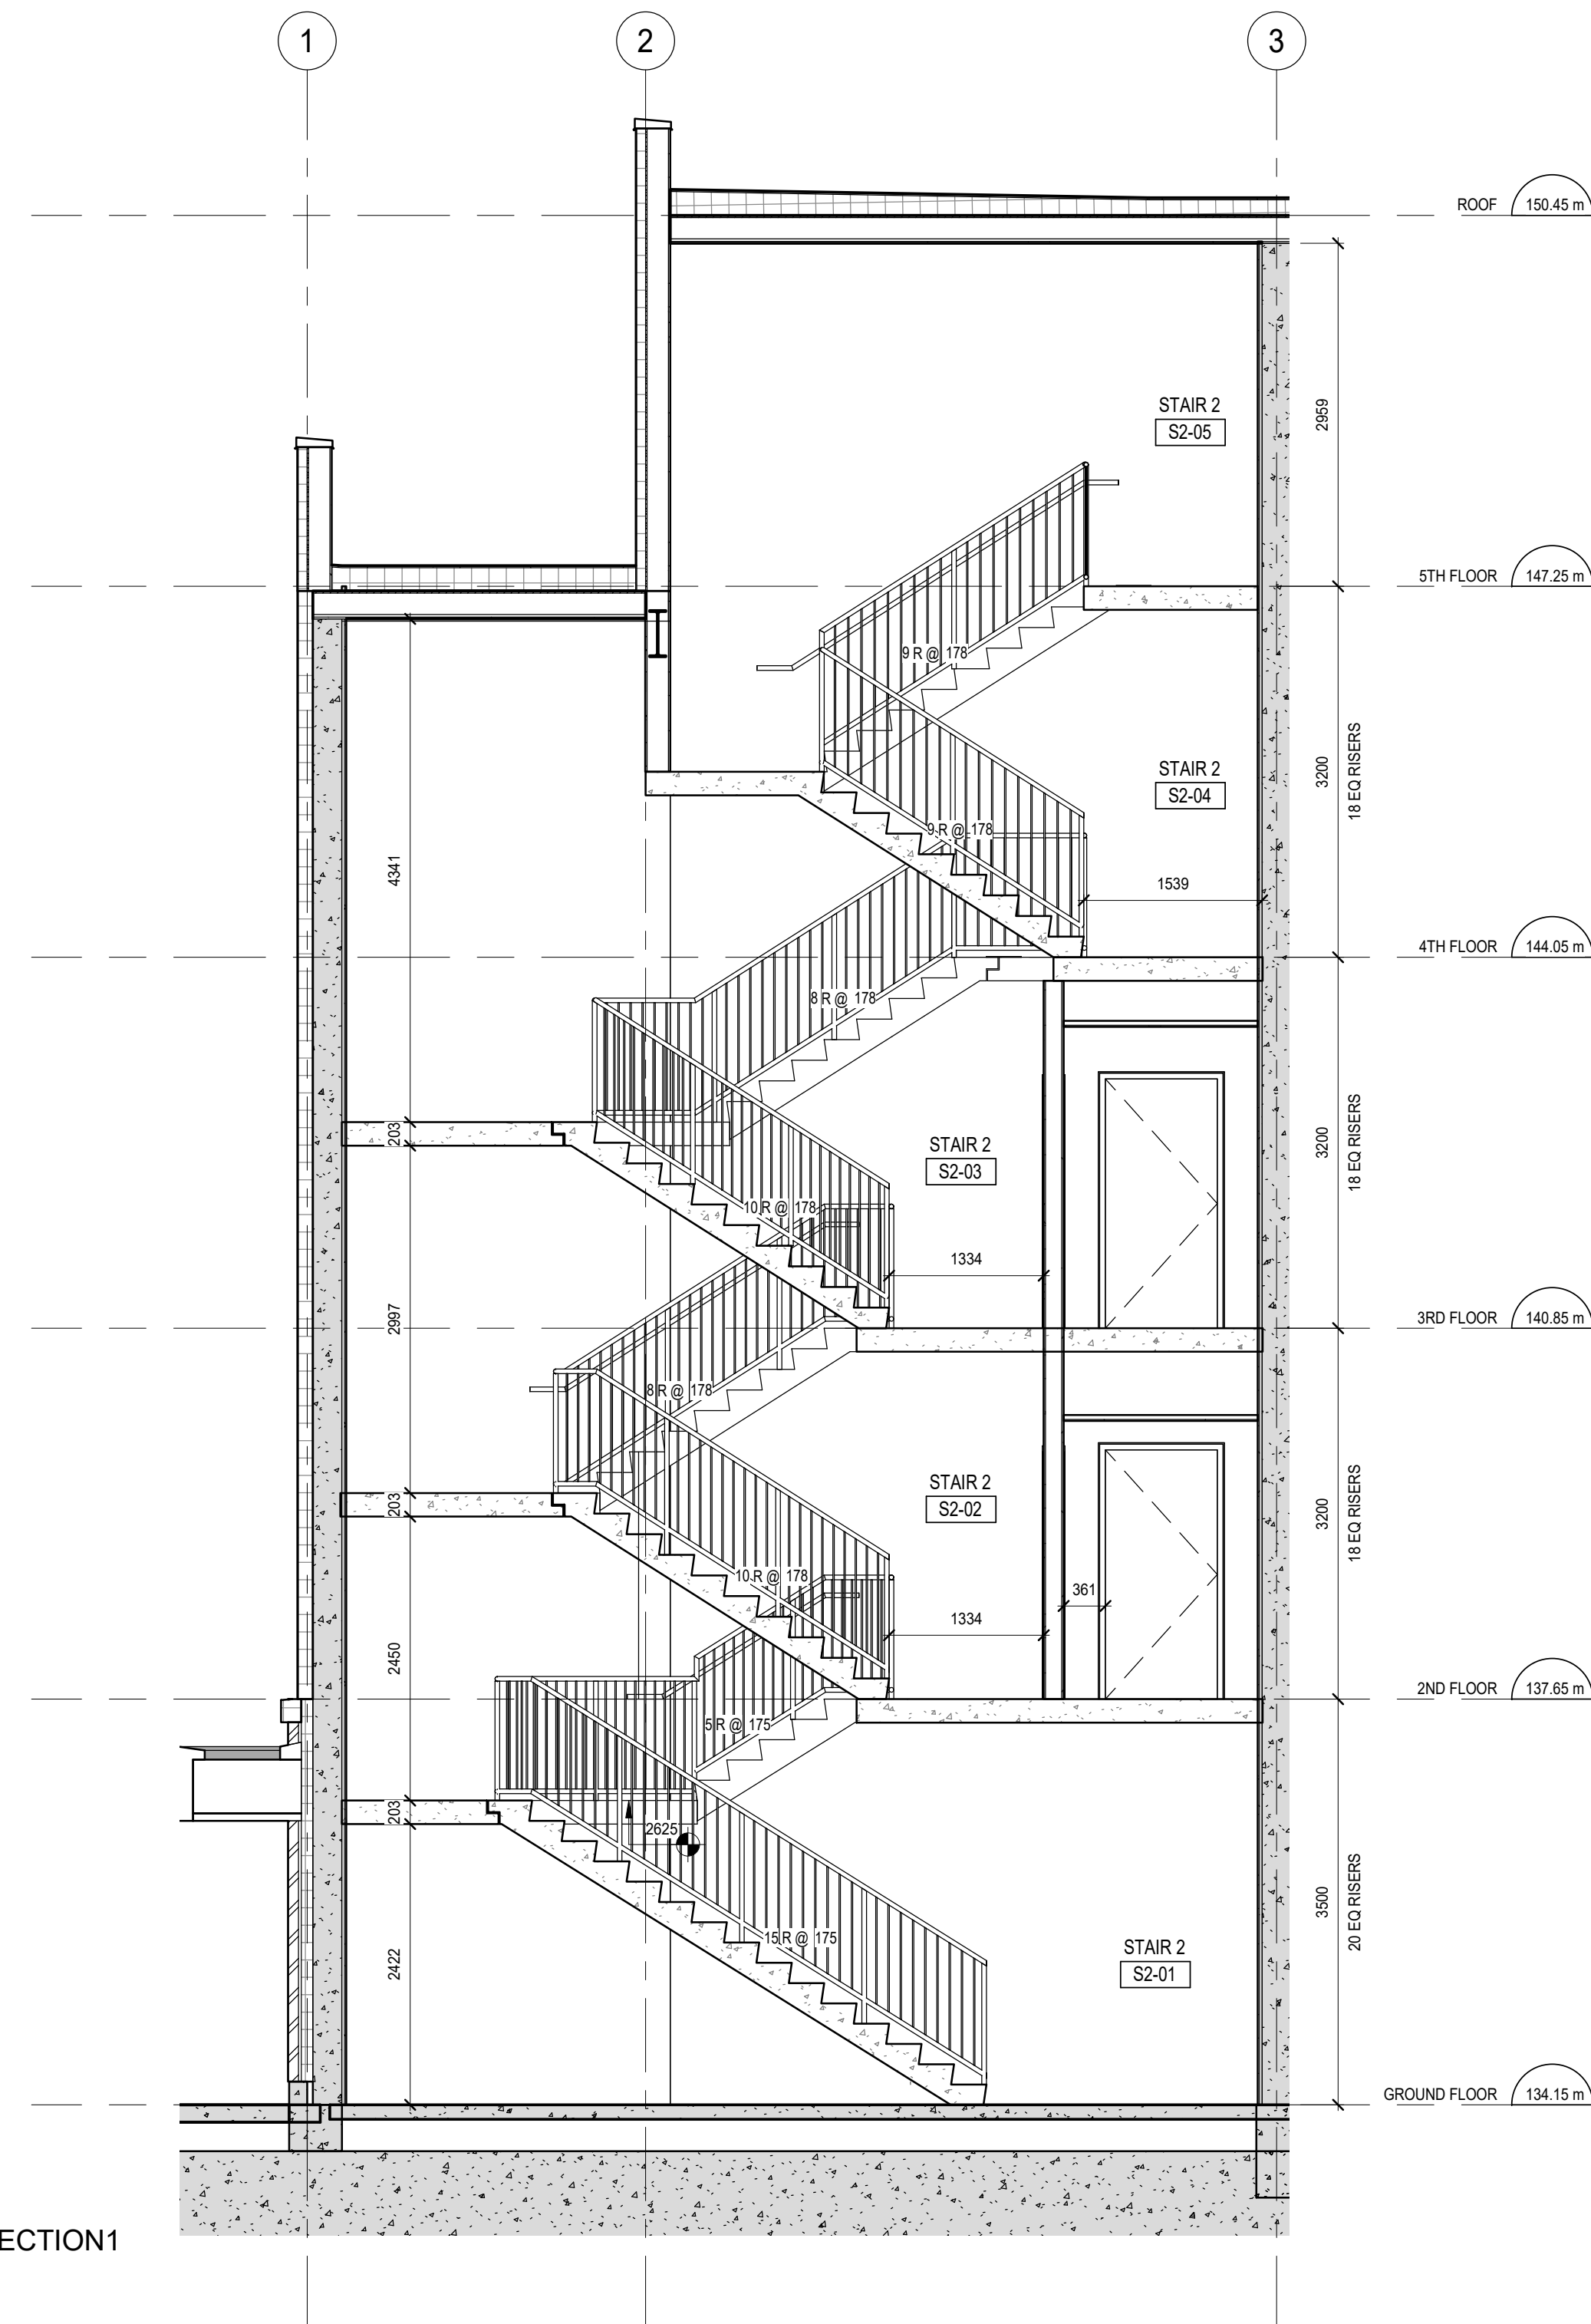 1
2
3
ROOF 150.45 m
STAIR 2
S2-05
2959
5TH FLOOR 147.25 m
9 R @ 178
STAIR 2
S2-04
3200
18 EQ RISERS
9 R @ 178
4341
1539
4TH FLOOR 144.05 m
8 R @ 178
203
STAIR 2
S2-03
3200
18 EQ RISERS
10 R @ 178
1334
2997
3RD FLOOR 140.85 m
8 R @ 178
203
STAIR 2
S2-02
3200
18 EQ RISERS
10 R @ 178
361
1334
2450
2ND FLOOR 137.65 m
5 R @ 175
203
2625
15 R @ 175
3500
20 EQ RISERS
2422
STAIR 2
S2-01
GROUND FLOOR 134.15 m
ECTION1